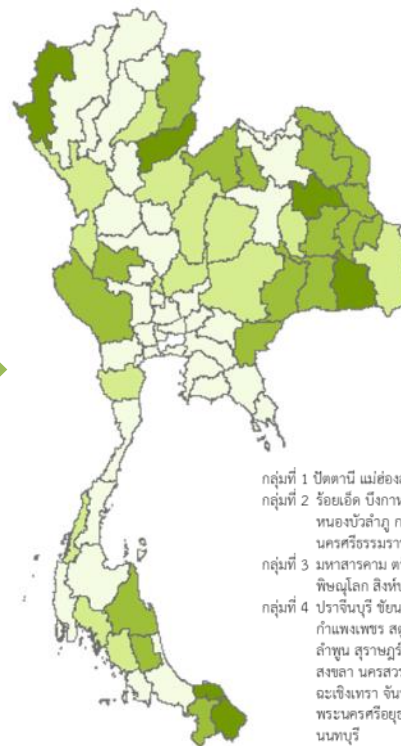 กลุ่มที่ 1 ปัตตานี แม่ฮ่อง
กลุ่มที่ 2 ร้อยเอ็ด บึงกาฬ
หนองบัวลำภู ก
นครศรีธรรมรา
กลุ่มที่ 3 มหาสารคาม ต
พิษณุโลก สิงห์บ
กลุ่มที่ 4 ปราจีนบุรี ชัยน
กำแพงเพชร สตู
ลำพูน สุราษฎร์
สงขลา นครสวร
ฉะเชิงเทรา จันท
พระนครศรีอยุธ
นนทบุรี